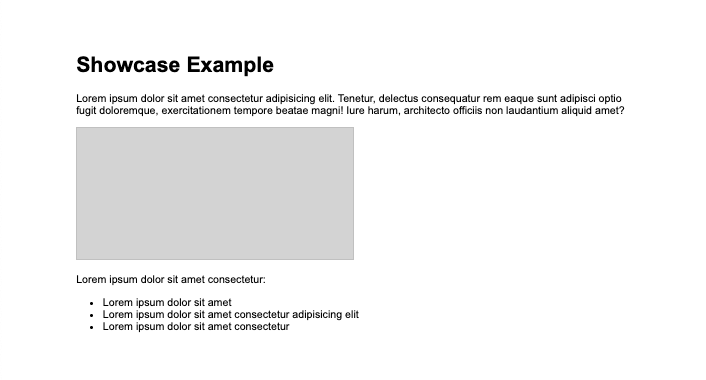 Showcase Example
Lorem ipsum dolor sit amet consectetur adipisicing elit. Tenetur, delectus consequatur rem eaque sunt adipisci optio
fugit doloremque, exercitationem tempore beatae magni! Iure harum, architecto officiis non laudantium aliquid amet?
Lorem ipsum dolor sit amet consectetur:
• Lorem ipsum dolor sit amet
• Lorem ipsum dolor sit amet consectetur adipisicing elit
• Lorem ipsum dolor sit amet consectetur